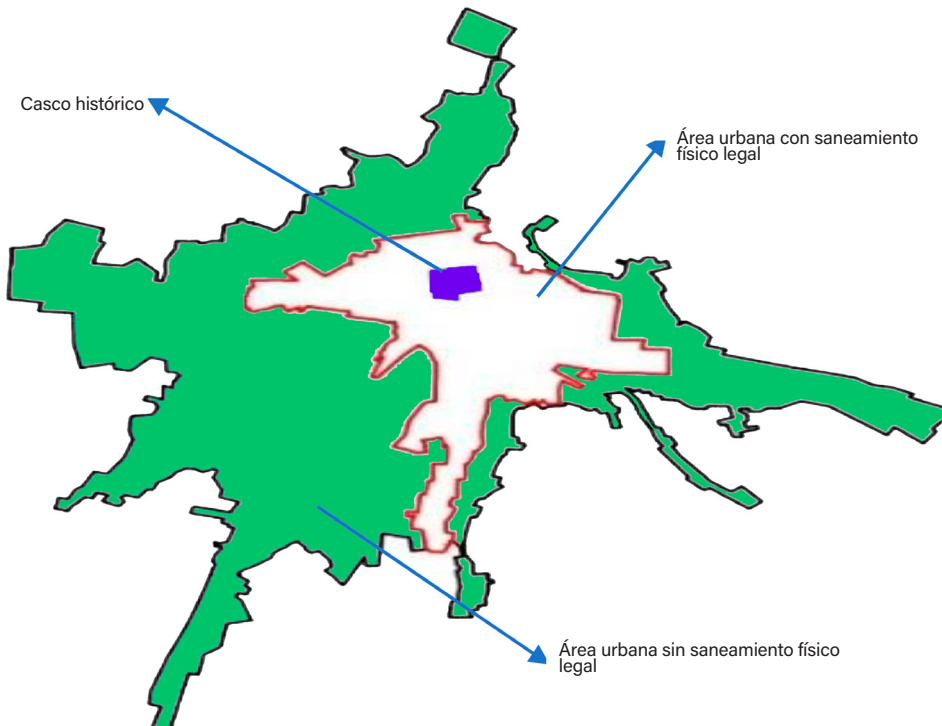 Casco histórico
Área urbana con saneamiento
físico legal
Área urbana sin saneamiento físico
legal